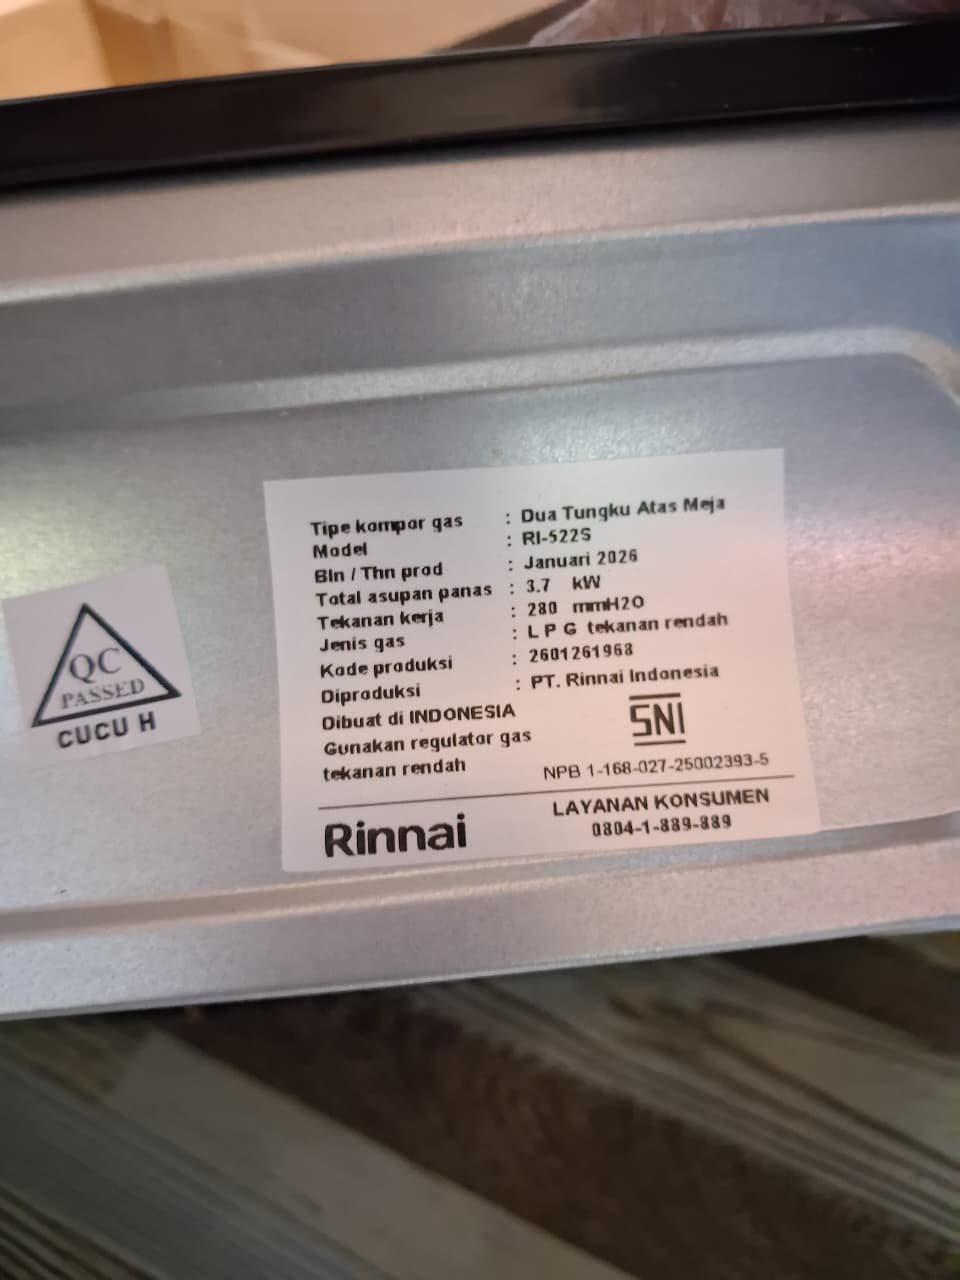 Tipe kompor gas : Dua Tungku Atas Meja
Model : RI-522S
Bln / Thn prod : Januari 2026
Total asupan panas : 3.7 kW
Tekanan kerja : 280 mmH2O
Jenis gas : L P G tekanan rendah
Kode produksi : 2601261968
Diproduksi : PT. Rinnai Indonesia
Dibuat di INDONESIA
Gunakan regulator gas
tekanan rendah
SNI
NPB 1-168-027-25002393-5
Rinnai
LAYANAN KONSUMEN
0804-1-889-889
QC
PASSED
CUCU H